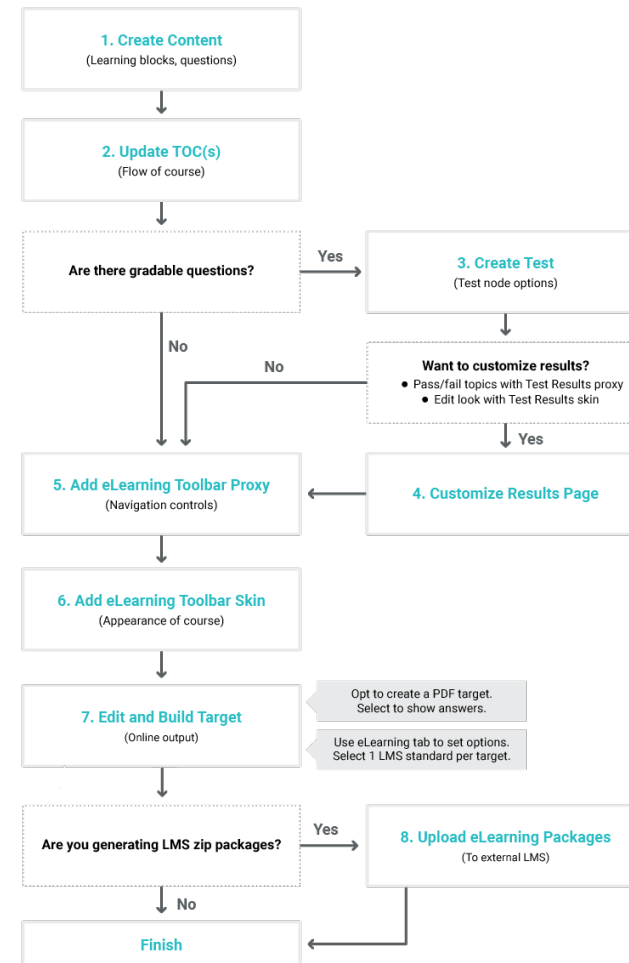 1. Create Content
(Learning blocks, questions)
2. Update TOC(s)
(Flow of course)
Are there gradable questions?
Yes
3. Create Test
(Test node options)
No
No
Want to customize results?
● Pass/fail topics with Test Results proxy
● Edit look with Test Results skin
Yes
5. Add eLearning Toolbar Proxy
(Navigation controls)
4. Customize Results Page
6. Add eLearning Toolbar Skin
(Appearance of course)
7. Edit and Build Target
(Online output)
Opt to create a PDF target.
Select to show answers.
Use eLearning tab to set options.
Select 1 LMS standard per target.
Are you generating LMS zip packages?
Yes
8. Upload eLearning Packages
(To external LMS)
No
Finish